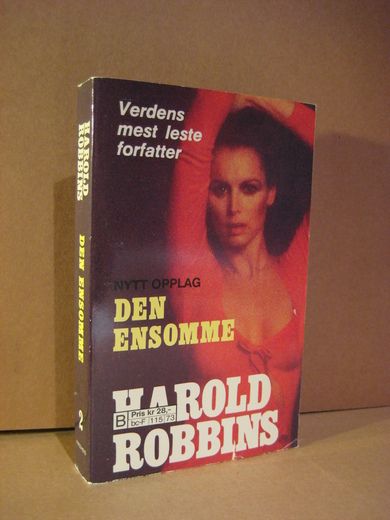 HAROLD
ROBBINS
DEN ENSOMME
2
Verdens
mest leste
forfatter
NYTT OPPLAG
DEN
ENSOMME
HAROLD
ROBBINS
B
Pris kr 28,-
bc-F 115 73